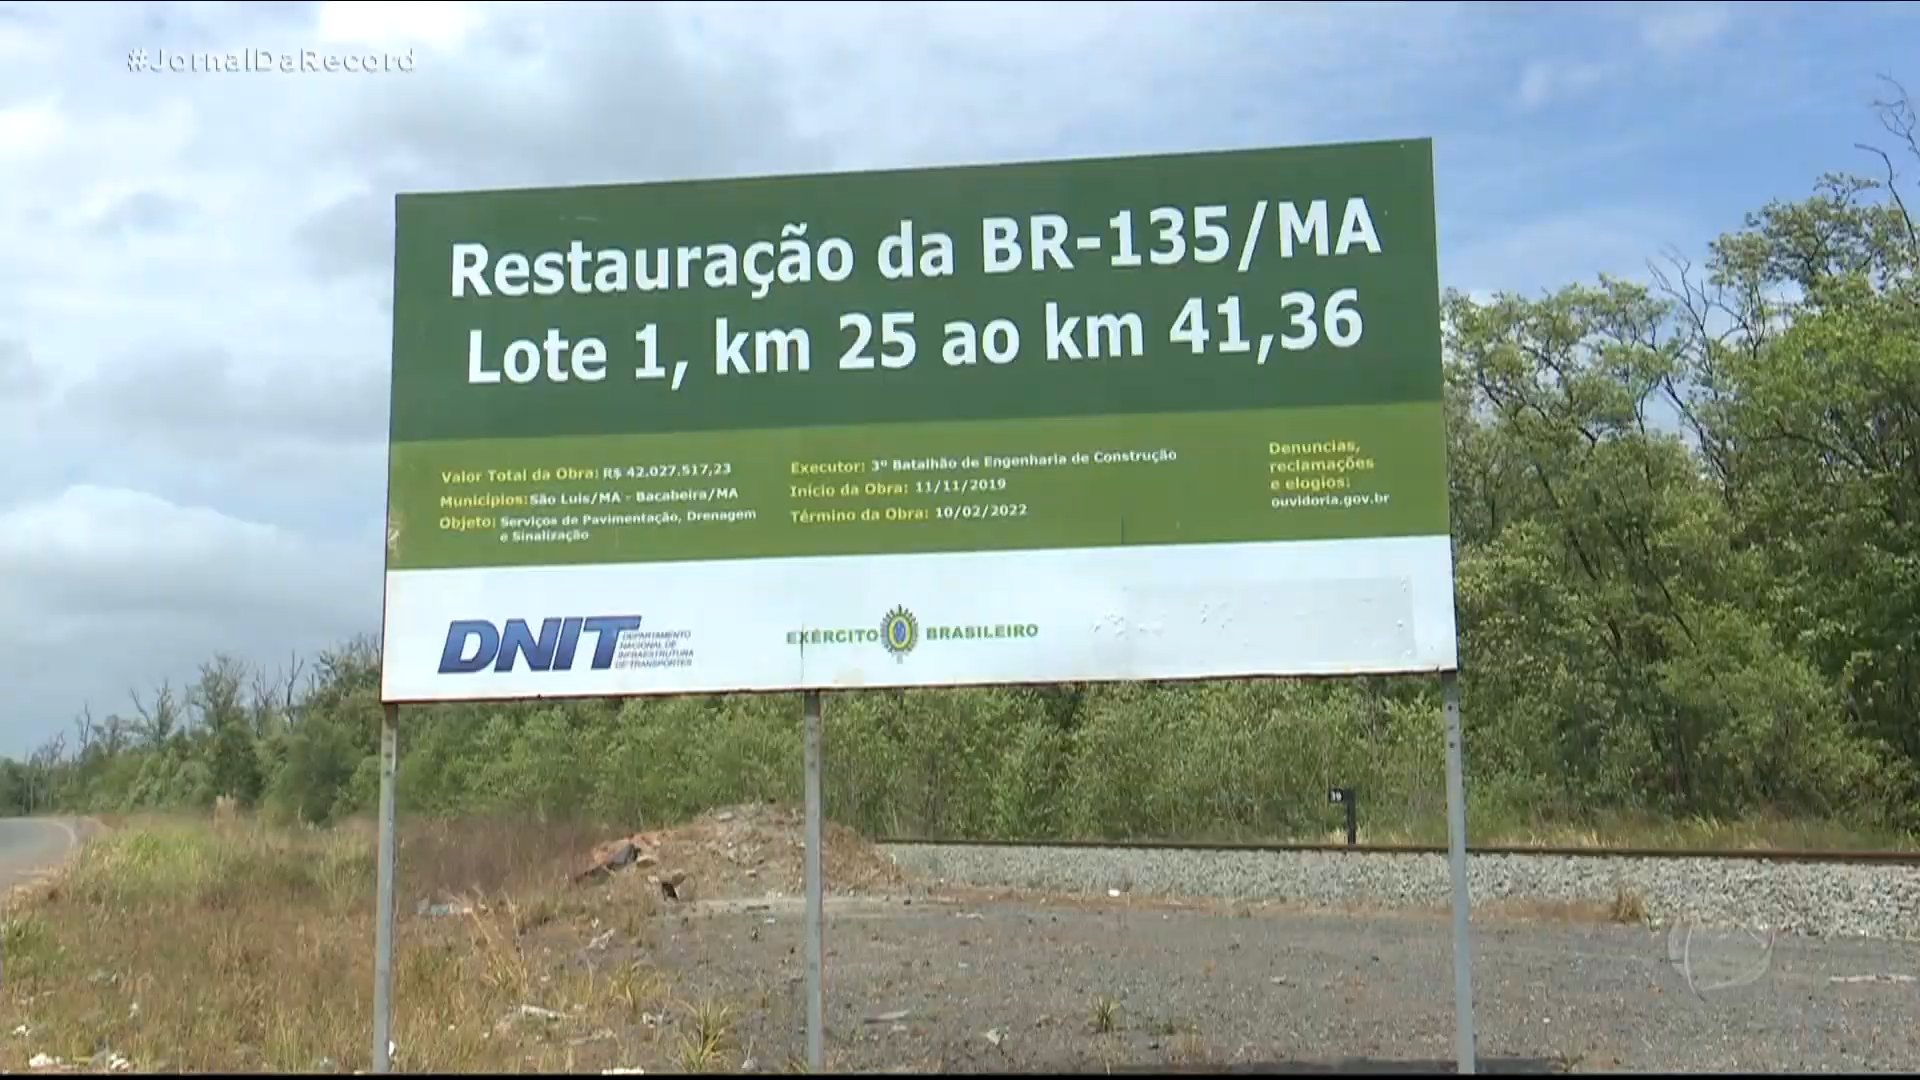 #JornalDaRecord
Restauração da BR-135/MA
Lote 1, km 25 ao km 41,36
Valor Total da Obra: R$ 42.027.517,23
Municípios: São Luis/MA - Bacabeira/MA
Objeto: Serviços de Pavimentação, Drenagem
e Sinalização
Executor: 3º Batalhão de Engenharia de Construção
Início da Obra: 11/11/2019
Término da Obra: 10/02/2022
Denuncias,
reclamações
e elogios:
ouvidoria.gov.br
DNIT
DEPARTAMENTO
NACIONAL DE
INFRAESTRUTURA
DE TRANSPORTES
EXÉRCITO BRASILEIRO
39